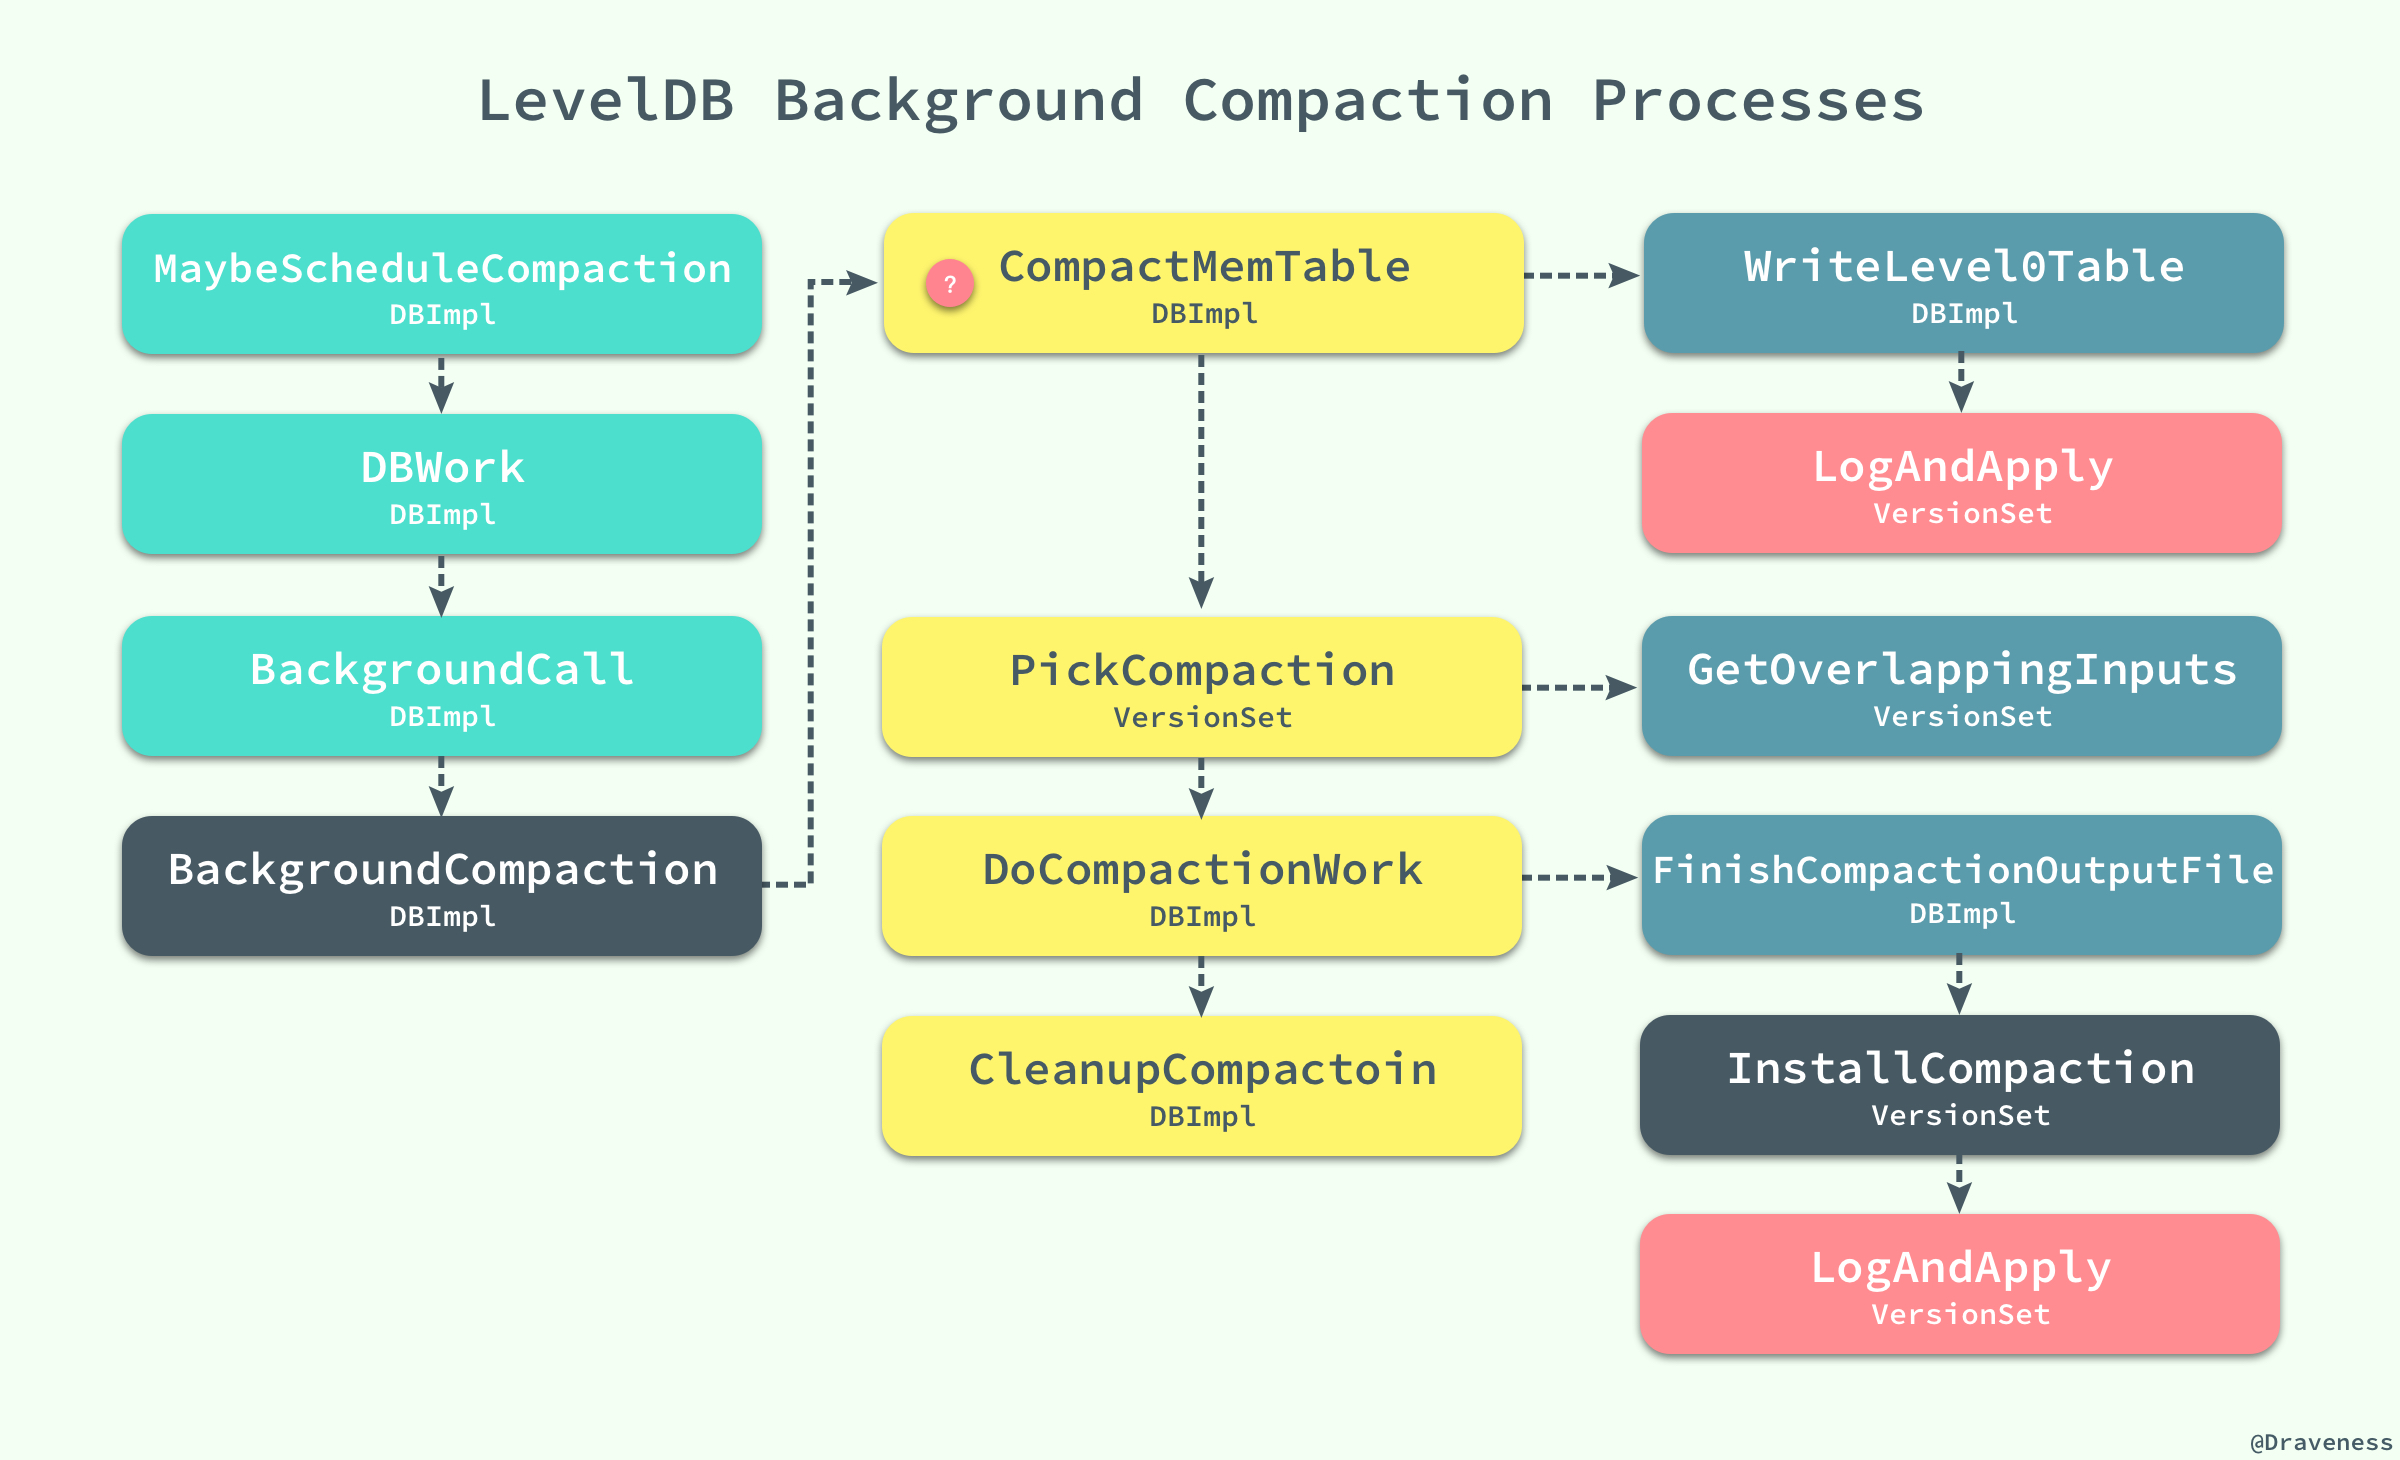 LevelDB Background Compaction Processes
MaybeScheduleCompaction
DBImpl
DBWork
DBImpl
BackgroundCall
DBImpl
BackgroundCompaction
DBImpl
?
CompactMemTable
DBImpl
PickCompaction
VersionSet
DoCompactionWork
DBImpl
CleanupCompactoin
DBImpl
WriteLevel0Table
DBImpl
LogAndApply
VersionSet
GetOverlappingInputs
VersionSet
FinishCompactionOutputFile
DBImpl
InstallCompaction
VersionSet
LogAndApply
VersionSet
@Draveness